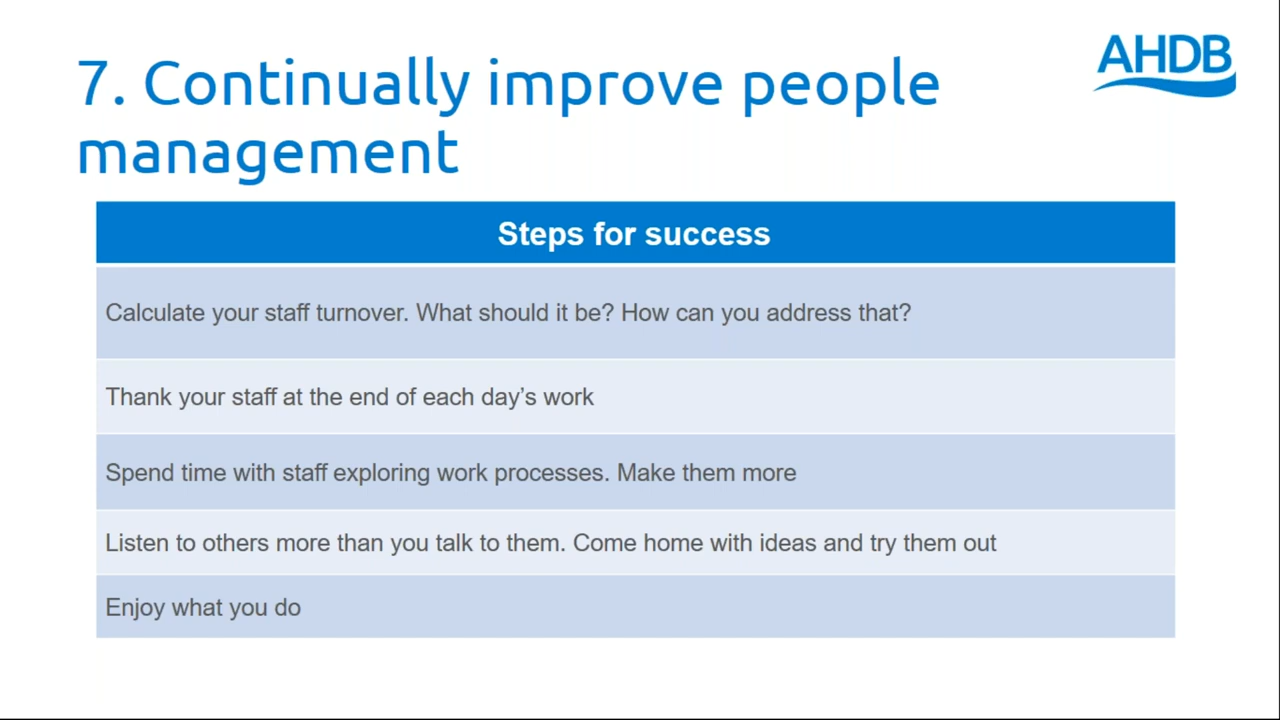 AHDB
7. Continually improve people
management
Steps for success
Calculate your staff turnover. What should it be? How can you address that?
Thank your staff at the end of each day’s work
Spend time with staff exploring work processes. Make them more
Listen to others more than you talk to them. Come home with ideas and try them out
Enjoy what you do